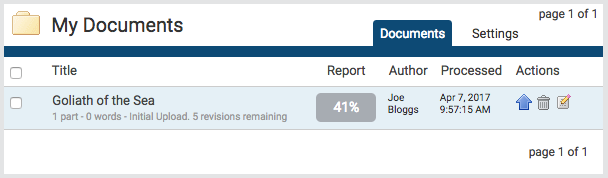 page 1 of 1
My Documents
Documents Settings
Title Report Author Processed Actions
Goliath of the Sea 41% Joe Bloggs Apr 7, 2017 9:57:15 AM
1 part - 0 words - Initial Upload. 5 revisions remaining
page 1 of 1